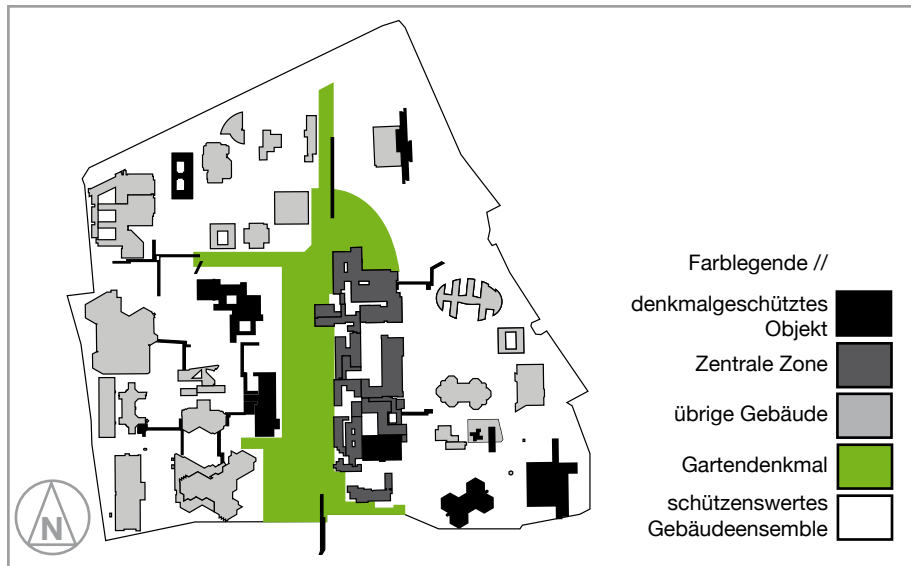 Farblegende //
denkmalgeschütztes
Objekt
Zentrale Zone
übrige Gebäude
Gartendenkmal
schützenswertes
Gebäudeensemble
N